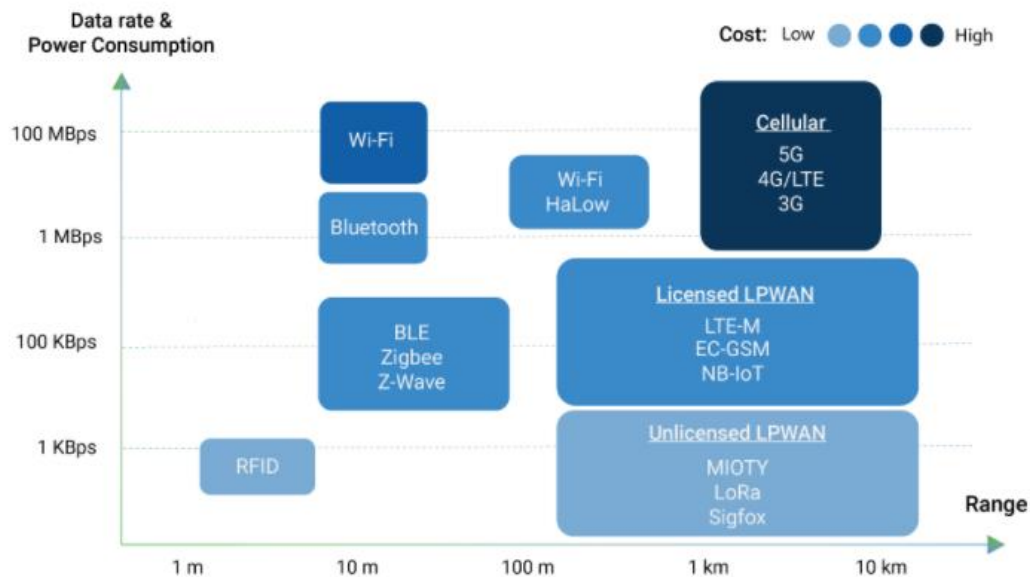 Data rate &
Power Consumption
Cost: Low High
100 MBps
1 MBps
100 KBps
1 KBps
Wi-Fi
Bluetooth
Wi-Fi
HaLow
Cellular
5G
4G/LTE
3G
BLE
Zigbee
Z-Wave
Licensed LPWAN
LTE-M
EC-GSM
NB-IoT
RFID
Unlicensed LPWAN
MIOTY
LoRa
Sigfox
Range
1 m 10 m 100 m 1 km 10 km